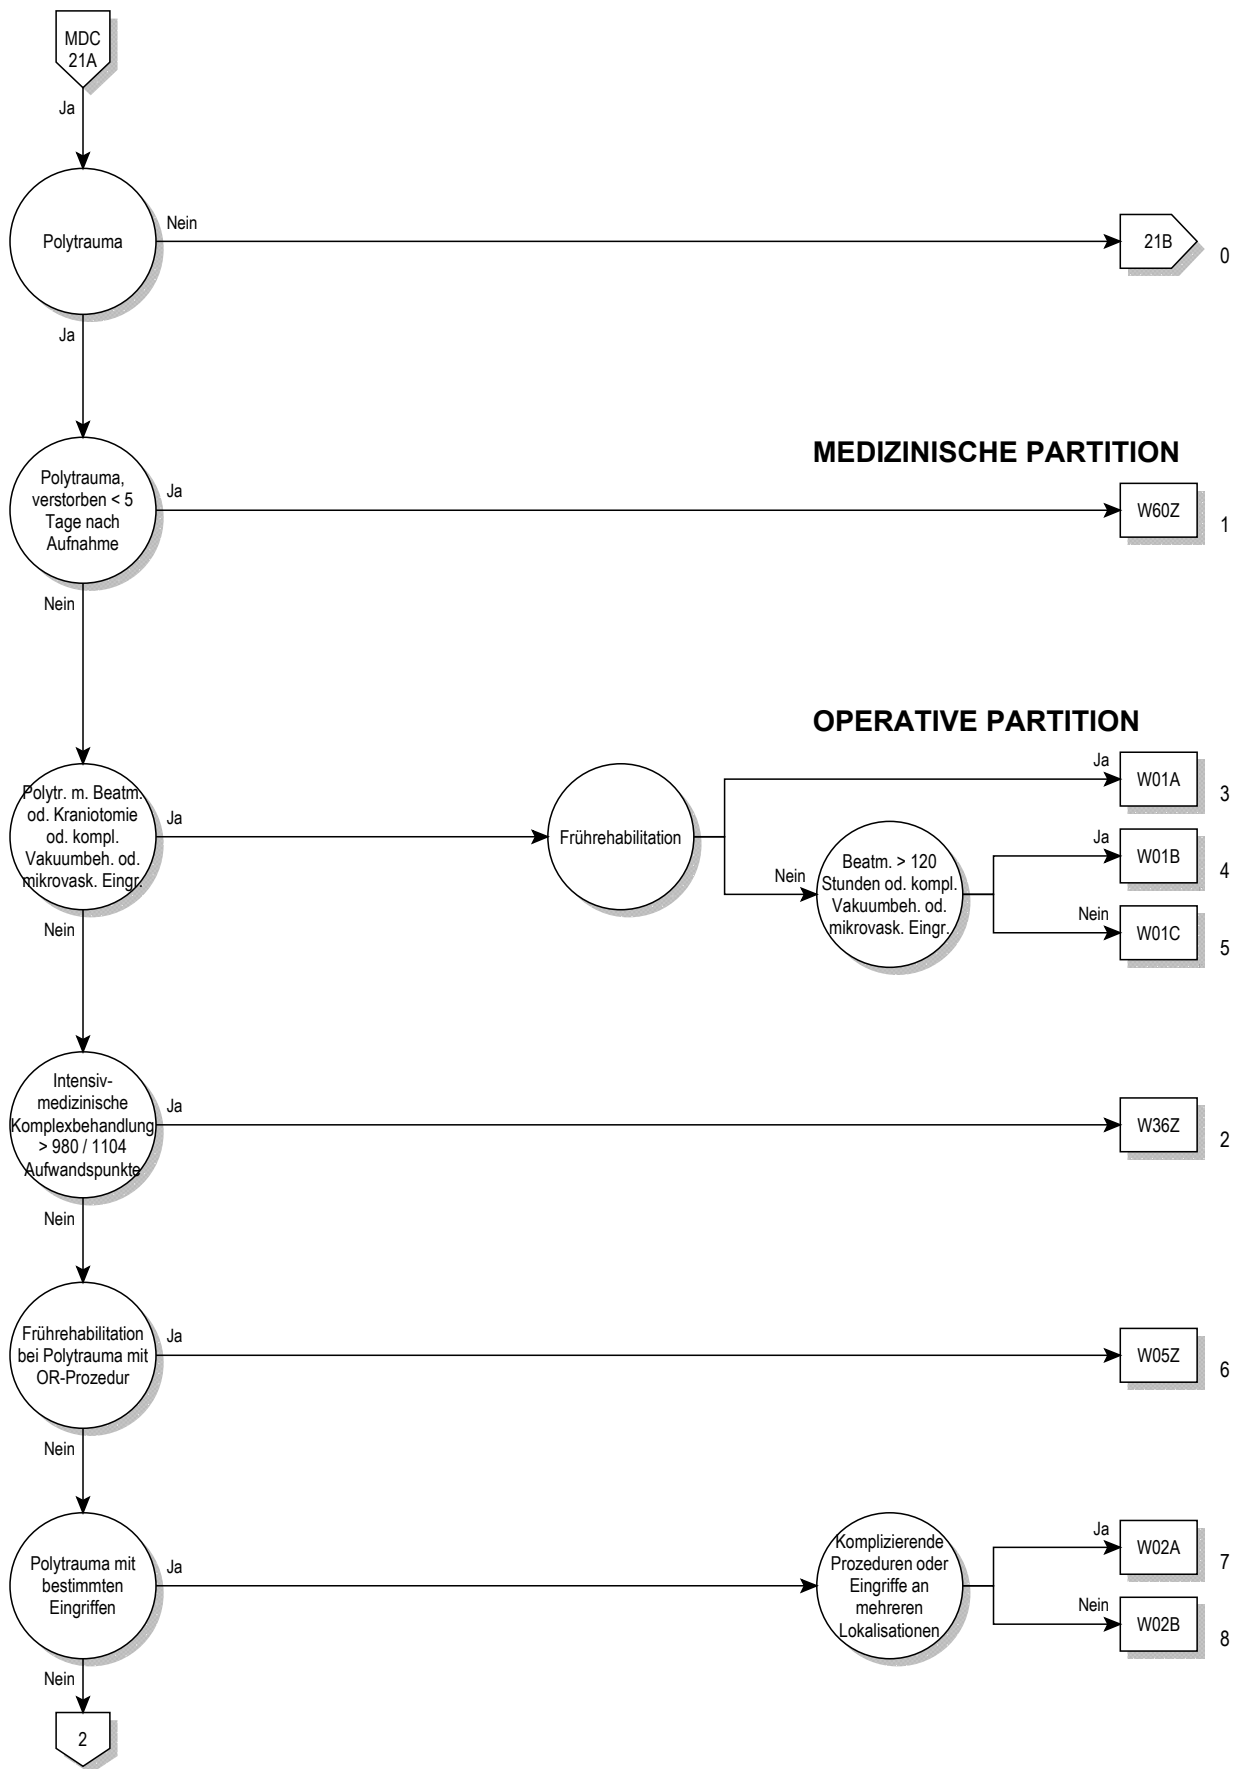 MDC
21A
Ja
Polytrauma
Nein
21B
0
Ja
MEDIZINISCHE PARTITION
Polytrauma,
verstorben < 5
Tage nach
Aufnahme
Ja
W60Z
1
Nein
OPERATIVE PARTITION
Polytr. m. Beatm.
od. Kraniotomie
od. kompl.
Vakuumbeh. od.
mikrovask. Eingr.
Ja
Frührehabilitation
Ja
W01A
3
Nein
Beatm. > 120
Stunden od. kompl.
Vakuumbeh. od.
mikrovask. Eingr.
Ja
W01B
4
Nein
W01C
5
Nein
Intensiv-
medizinische
Komplexbehandlung
> 980 / 1104
Aufwandspunkte
Ja
W36Z
2
Nein
Frührehabilitation
bei Polytrauma mit
OR-Prozedur
Ja
W05Z
6
Nein
Polytrauma mit
bestimmten
Eingriffen
Ja
Komplizierende
Prozeduren oder
Eingriffe an
mehreren
Lokalisationen
Ja
W02A
7
Nein
W02B
8
Nein
2